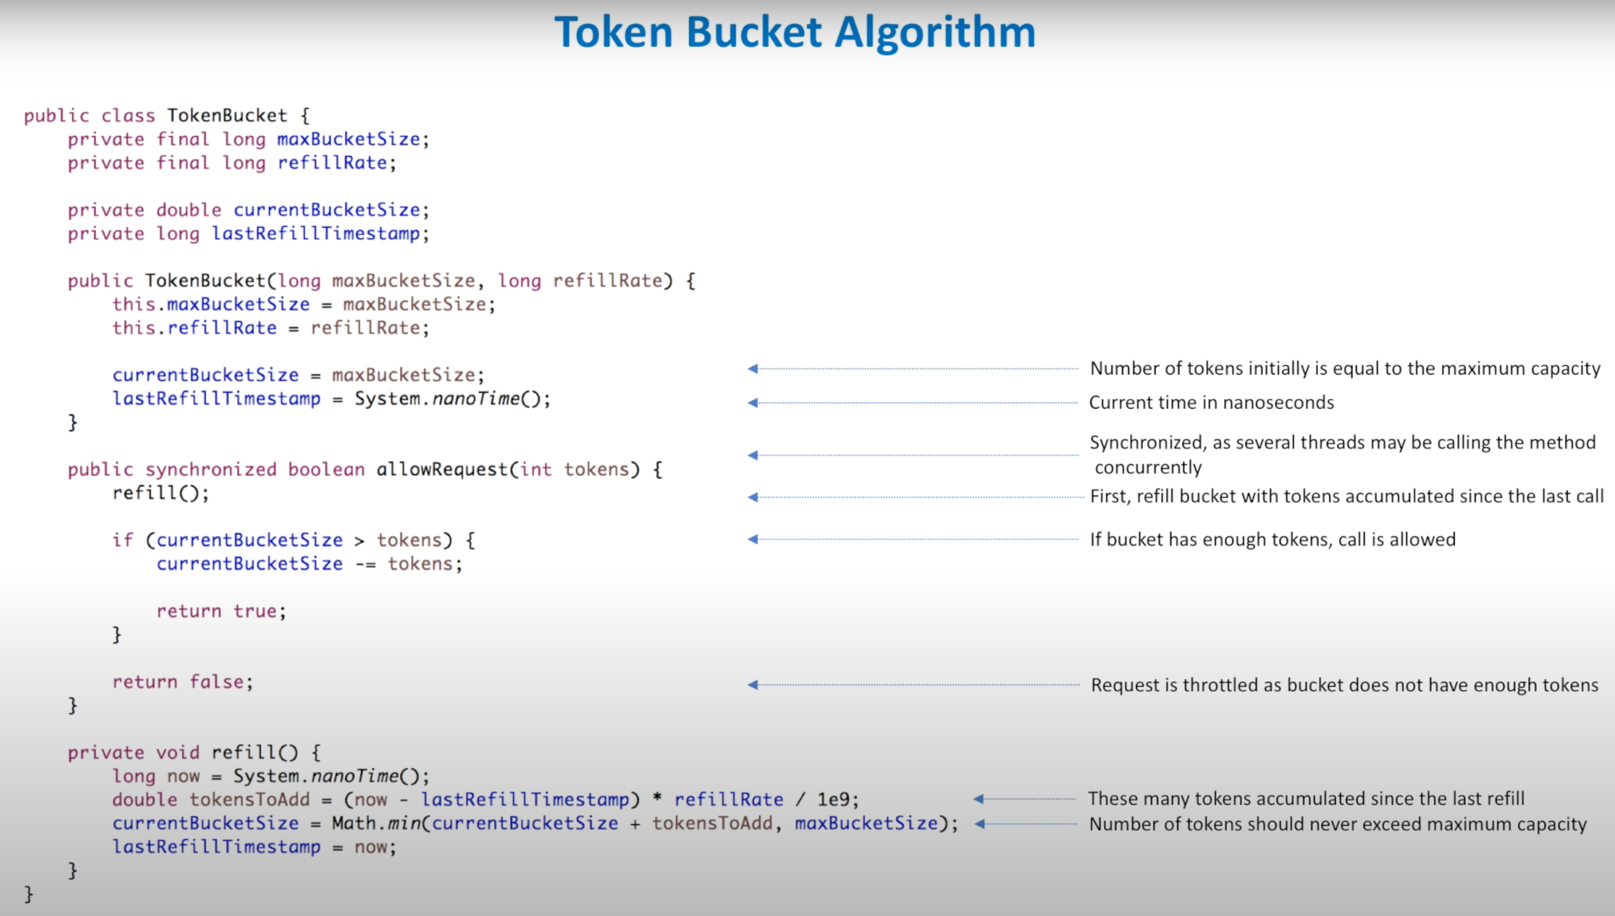 Token Bucket Algorithm
public class TokenBucket {
private final long maxBucketSize;
private final long refillRate;
private double currentBucketSize;
private long lastRefillTimestamp;
public TokenBucket(long maxBucketSize, long refillRate) {
this.maxBucketSize = maxBucketSize;
this.refillRate = refillRate;
currentBucketSize = maxBucketSize;
Number of tokens initially is equal to the maximum capacity
lastRefillTimestamp = System.nanoTime();
Current time in nanoseconds
}
Synchronized, as several threads may be calling the method
concurrently
public synchronized boolean allowRequest(int tokens) {
refill();
First, refill bucket with tokens accumulated since the last call
if (currentBucketSize > tokens) {
If bucket has enough tokens, call is allowed
currentBucketSize -= tokens;
return true;
}
return false;
Request is throttled as bucket does not have enough tokens
}
private void refill() {
long now = System.nanoTime();
double tokensToAdd = (now - lastRefillTimestamp) * refillRate / 1e9;
These many tokens accumulated since the last refill
currentBucketSize = Math.min(currentBucketSize + tokensToAdd, maxBucketSize);
Number of tokens should never exceed maximum capacity
lastRefillTimestamp = now;
}
}